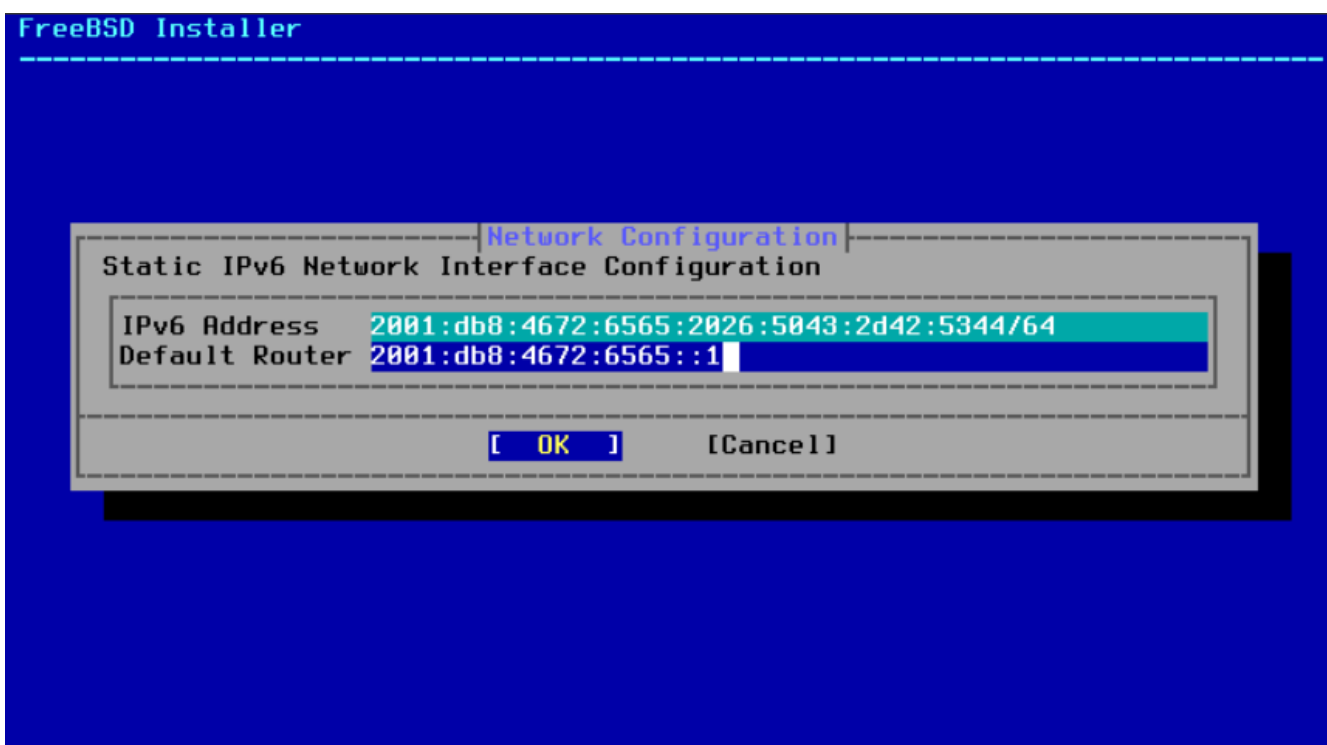 FreeBSD Installer
Network Configuration
Static IPv6 Network Interface Configuration
IPv6 Address 2001:db8:4672:6565:2026:5043:2d42:5344/64
Default Router 2001:db8:4672:6565::1
[ OK ] [Cancel]